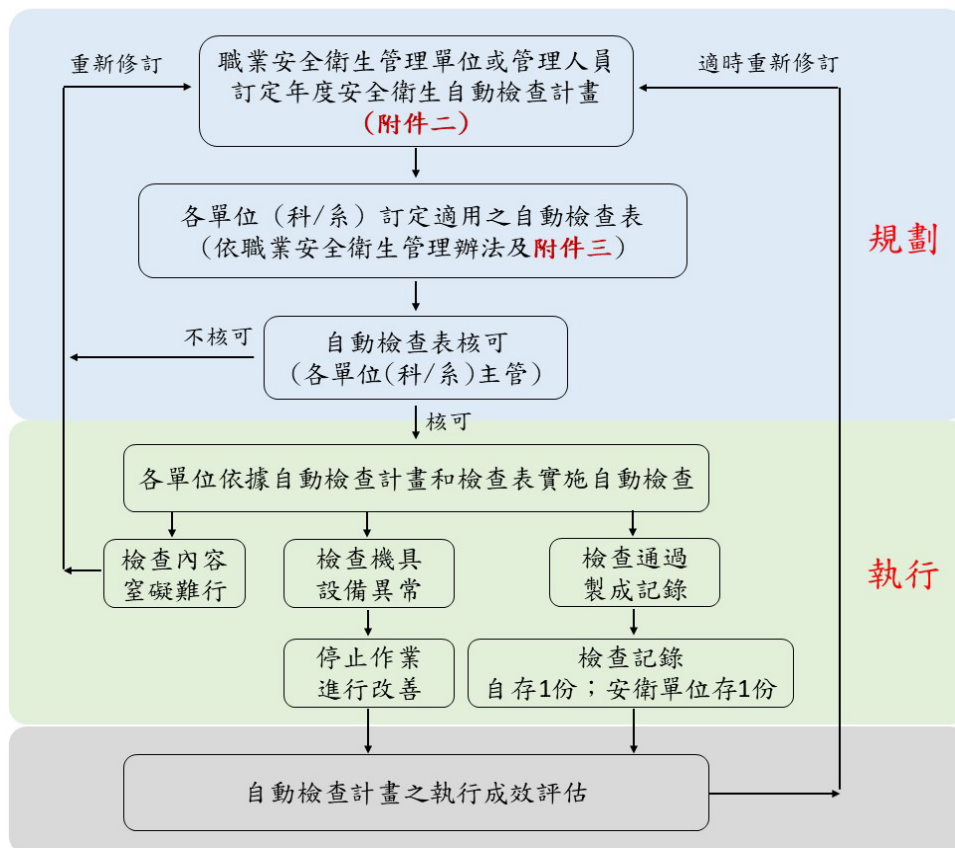 重新修訂
職業安全衛生管理單位或管理人員
訂定年度安全衛生自動檢查計畫
(附件二)
適時重新修訂
各單位（科/系）訂定適用之自動檢查表
(依職業安全衛生管理辦法及附件三)
規劃
不核可
自動檢查表核可
(各單位(科/系)主管)
核可
各單位依據自動檢查計畫和檢查表實施自動檢查
檢查內容
窒礙難行
檢查機具
設備異常
檢查通過
製成記錄
執行
停止作業
進行改善
檢查記錄
自存1份；安衛單位存1份
自動檢查計畫之執行成效評估